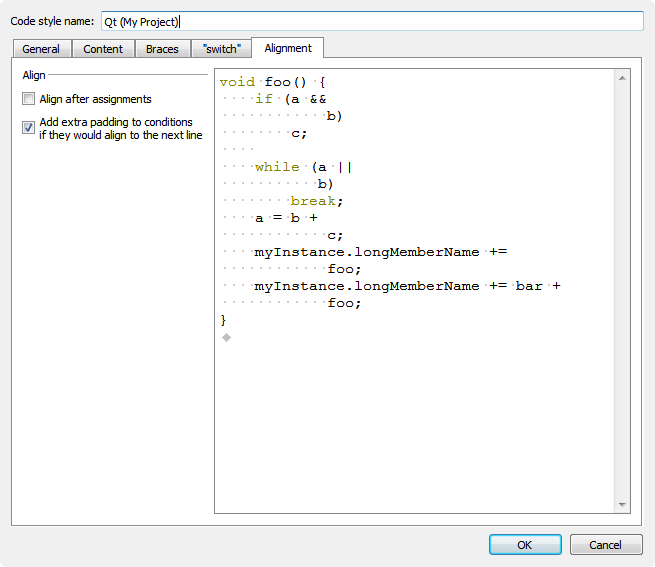 Code style name: Qt (My Project)
General Content Braces "switch" Alignment
Align
Align after assignments
Add extra padding to conditions
if they would align to the next line
void foo() {
    if (a &&
            b)
        c;

    while (a ||
           b)
        break;
    a = b +
            c;
    myInstance.longMemberName +=
            foo;
    myInstance.longMemberName += bar +
            foo;
}
OK Cancel